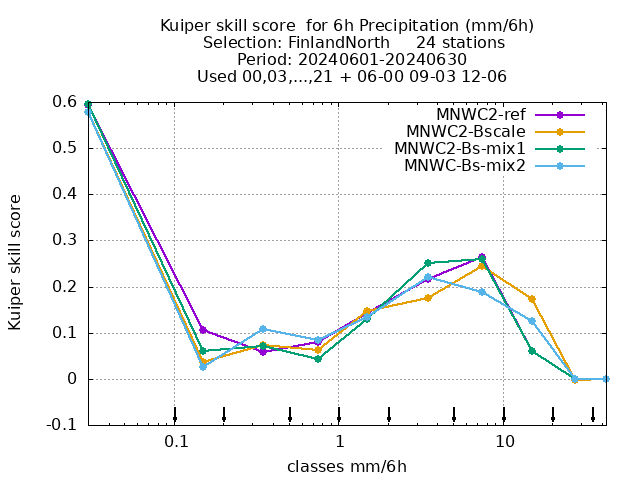 Kuiper skill score  for 6h Precipitation (mm/6h)
Selection: FinlandNorth     24 stations
Period: 20240601-20240630
Used 00,03,...,21 + 06-00 09-03 12-06
MNWC2-ref
MNWC2-Bscale
MNWC2-Bs-mix1
MNWC-Bs-mix2
Kuiper skill score
0.6
0.5
0.4
0.3
0.2
0.1
0
-0.1
0.1 1 10
classes mm/6h